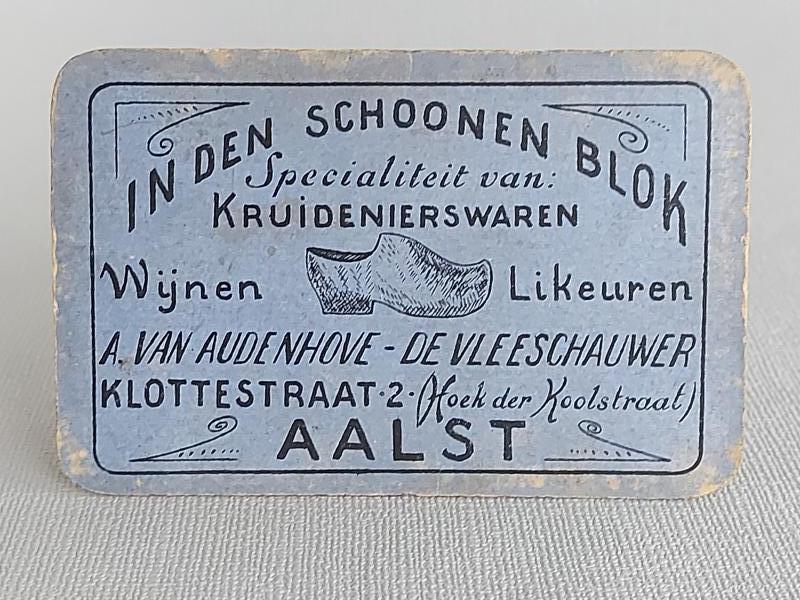 IN DEN SCHOONEN BLOK
Specialiteit van:
KRUIDENIERSWAREN
Wijnen Likeuren
A. VAN AUDENHOVE - DE VLEESCHAUWER
KLOTTESTRAAT·2·(Hoek der Koolstraat)
AALST